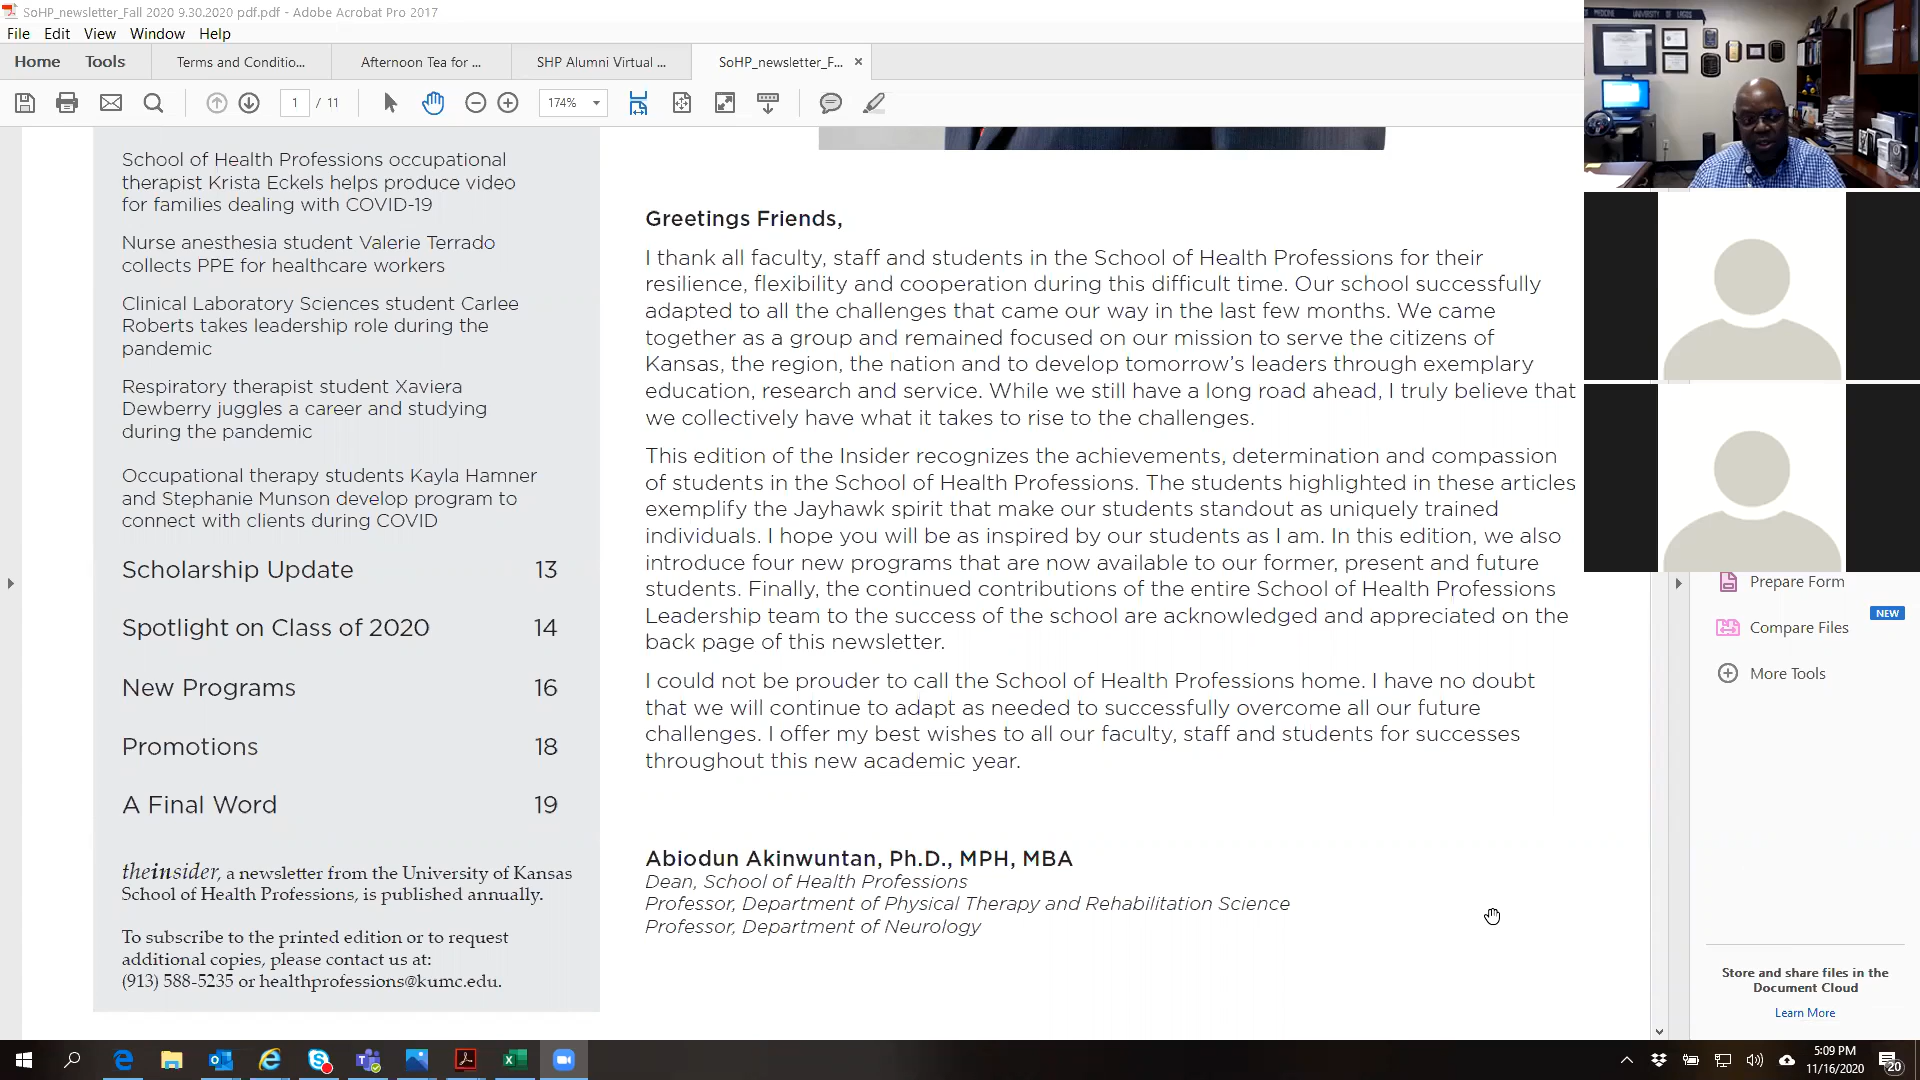 SoHP_newsletter_Fall 2020 9.30.2020 pdf.pdf - Adobe Acrobat Pro 2017
File Edit View Window Help
Home Tools Terms and Conditio... Afternoon Tea for ... SHP Alumni Virtual ... SoHP_newsletter_F... ×
1 / 11 174%
School of Health Professions occupational
therapist Krista Eckels helps produce video
for families dealing with COVID-19
Nurse anesthesia student Valerie Terrado
collects PPE for healthcare workers
Clinical Laboratory Sciences student Carlee
Roberts takes leadership role during the
pandemic
Respiratory therapist student Xaviera
Dewberry juggles a career and studying
during the pandemic
Occupational therapy students Kayla Hamner
and Stephanie Munson develop program to
connect with clients during COVID
Scholarship Update 13
Spotlight on Class of 2020 14
New Programs 16
Promotions 18
A Final Word 19
theinsider, a newsletter from the University of Kansas
School of Health Professions, is published annually.
To subscribe to the printed edition or to request
additional copies, please contact us at:
(913) 588-5235 or healthprofessions@kumc.edu.
Greetings Friends,
I thank all faculty, staff and students in the School of Health Professions for their
resilience, flexibility and cooperation during this difficult time. Our school successfully
adapted to all the challenges that came our way in the last few months. We came
together as a group and remained focused on our mission to serve the citizens of
Kansas, the region, the nation and to develop tomorrow's leaders through exemplary
education, research and service. While we still have a long road ahead, I truly believe that
we collectively have what it takes to rise to the challenges.
This edition of the Insider recognizes the achievements, determination and compassion
of students in the School of Health Professions. The students highlighted in these articles
exemplify the Jayhawk spirit that make our students standout as uniquely trained
individuals. I hope you will be as inspired by our students as I am. In this edition, we also
introduce four new programs that are now available to our former, present and future
students. Finally, the continued contributions of the entire School of Health Professions
Leadership team to the success of the school are acknowledged and appreciated on the
back page of this newsletter.
I could not be prouder to call the School of Health Professions home. I have no doubt
that we will continue to adapt as needed to successfully overcome all our future
challenges. I offer my best wishes to all our faculty, staff and students for successes
throughout this new academic year.
Abiodun Akinwuntan, Ph.D., MPH, MBA
Dean, School of Health Professions
Professor, Department of Physical Therapy and Rehabilitation Science
Professor, Department of Neurology
MEDICINE UNIVERSITY OF
Prepare Form
NEW
Compare Files
More Tools
Store and share files in the
Document Cloud
Learn More
5:09 PM
11/16/2020
20